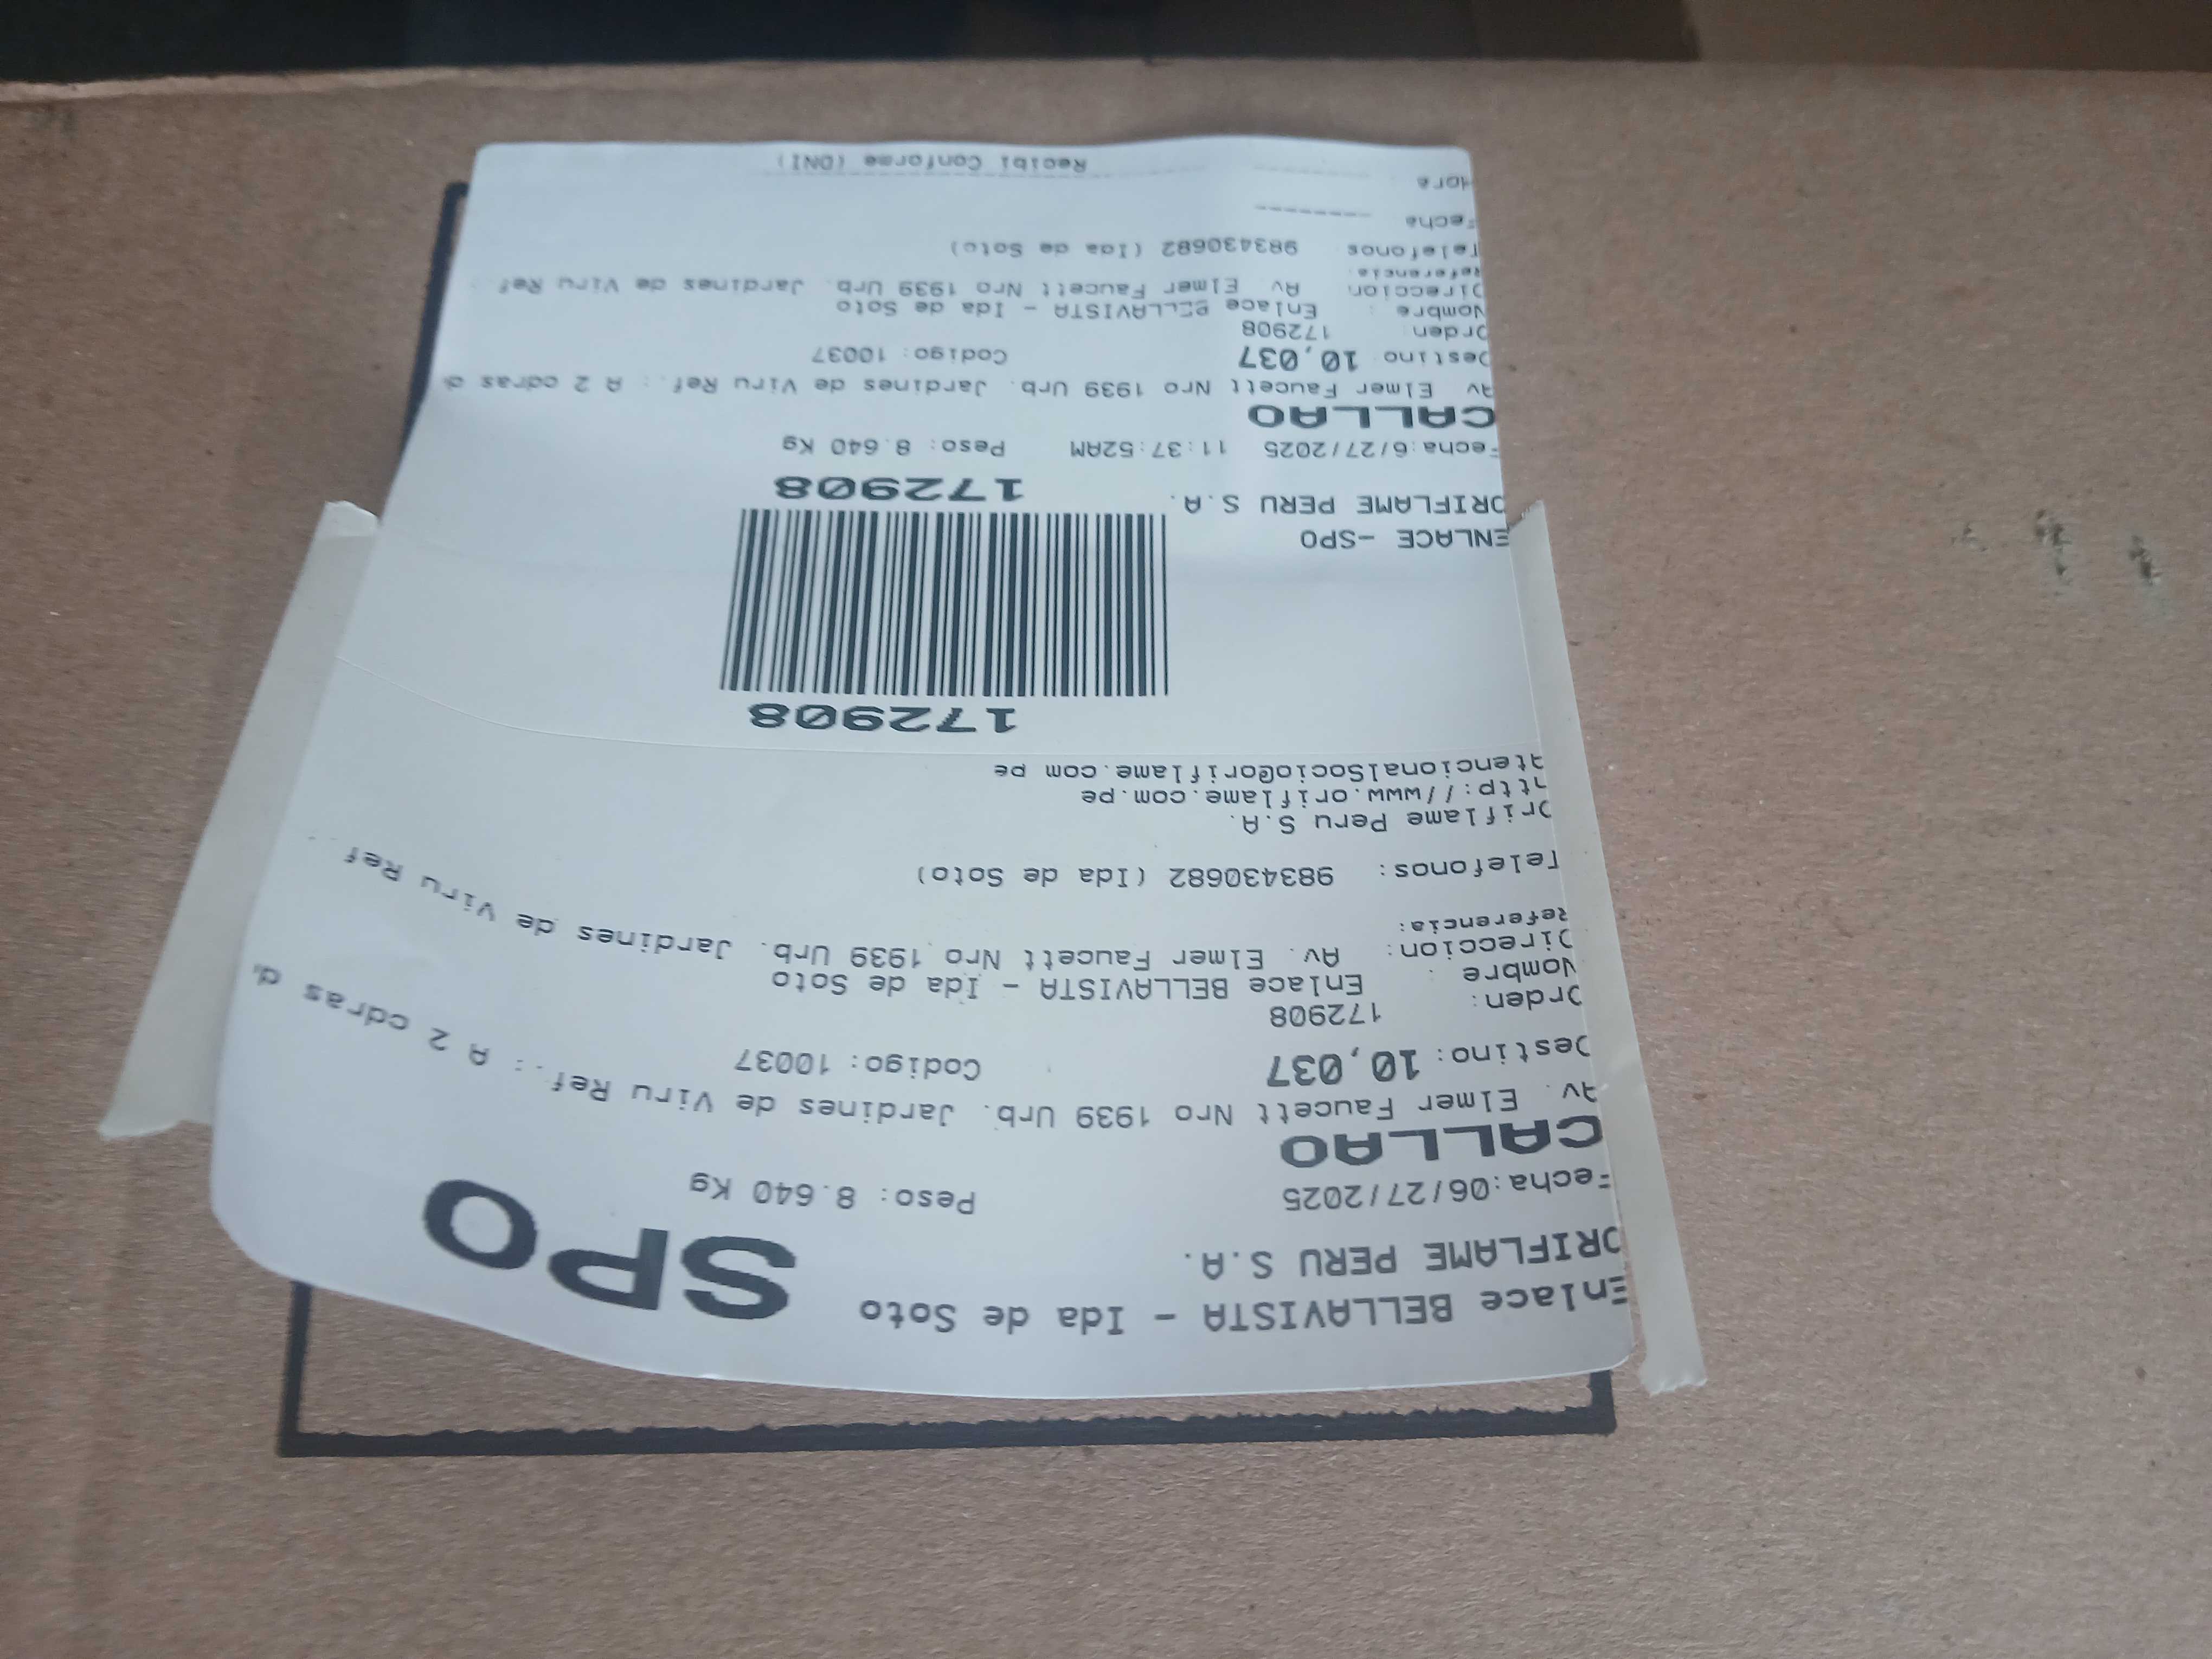 Enlace BELLAVISTA - Ida de Soto
SPO
ORIFLAME PERU S.A.
Fecha:06/27/2025 Peso: 8.640 Kg
CALLAO
Av. Elmer Faucett Nro 1939 Urb. Jardines de Viru Ref.: A 2 cdras d
Destino: 10,037 Codigo: 10037
Orden: 172908
Nombre : Enlace BELLAVISTA - Ida de Soto
Direccion: Av. Elmer Faucett Nro 1939 Urb. Jardines de Viru Ref
Referencia:
Telefonos: 983430682 (Ida de Soto)
Oriflame Peru S.A.
http://www.oriflame.com.pe
atencionalSocio@oriflame.com pe
172908
ENLACE -SPO
ORIFLAME PERU S.A.
172908
Fecha:6/27/2025 11:37:52AM Peso: 8.640 Kg
CALLAO
Av Elmer Faucett Nro 1939 Urb. Jardines de Viru Ref.: A 2 cdras d
Destino 10,037 Codigo: 10037
Orden: 172908
Nombre : Enlace BELLAVISTA - Ida de Soto
Direccion Av Elmer Faucett Nro 1939 Urb. Jardines de Viru Ref
Referencia:
Telefonos 983430682 (Ida de Soto)
Fecha
Hora
Recibi Conforme (DNI)